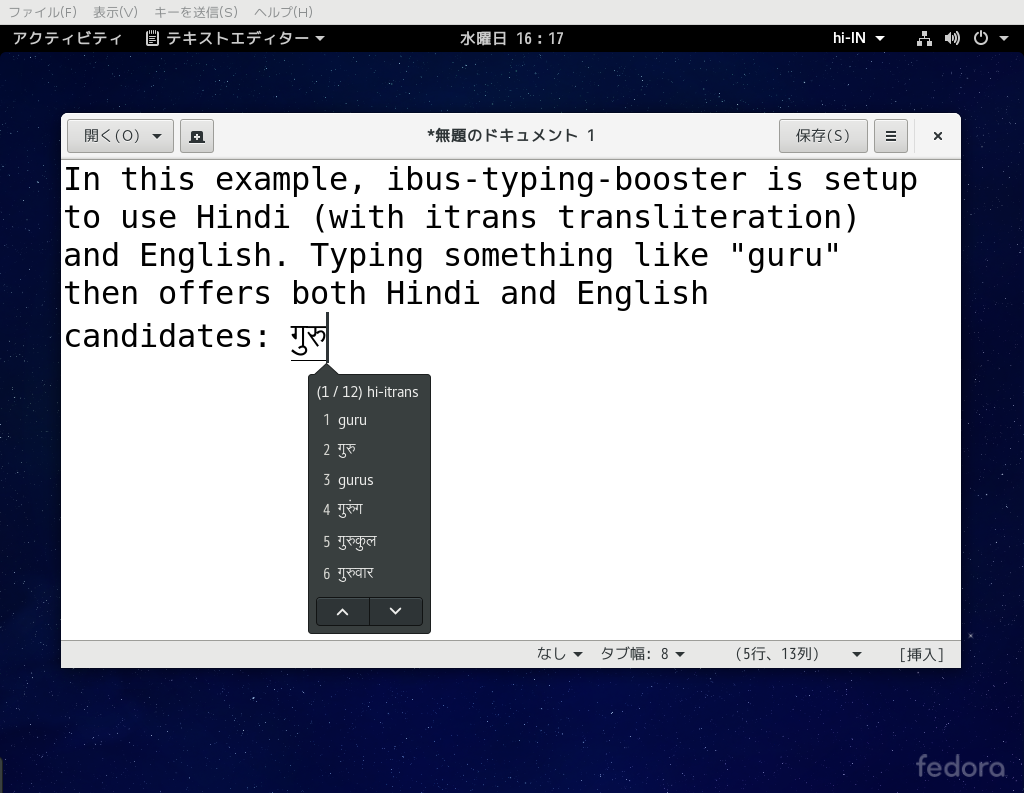 ファイル(F) 表示(V) キーを送信(S) ヘルプ(H)
アクティビティ テキストエディター 水曜日 16:17 hi-IN
開く(O) *無題のドキュメント 1 保存(S)
In this example, ibus-typing-booster is setup
to use Hindi (with itrans transliteration)
and English. Typing something like "guru"
then offers both Hindi and English
candidates: गुरु
(1 / 12) hi-itrans
1 guru
2 गुरु
3 gurus
4 गुरुंग
5 गुरुकुल
6 गुरुवार
なし タブ幅: 8 (5行、13列) [挿入]
fedora